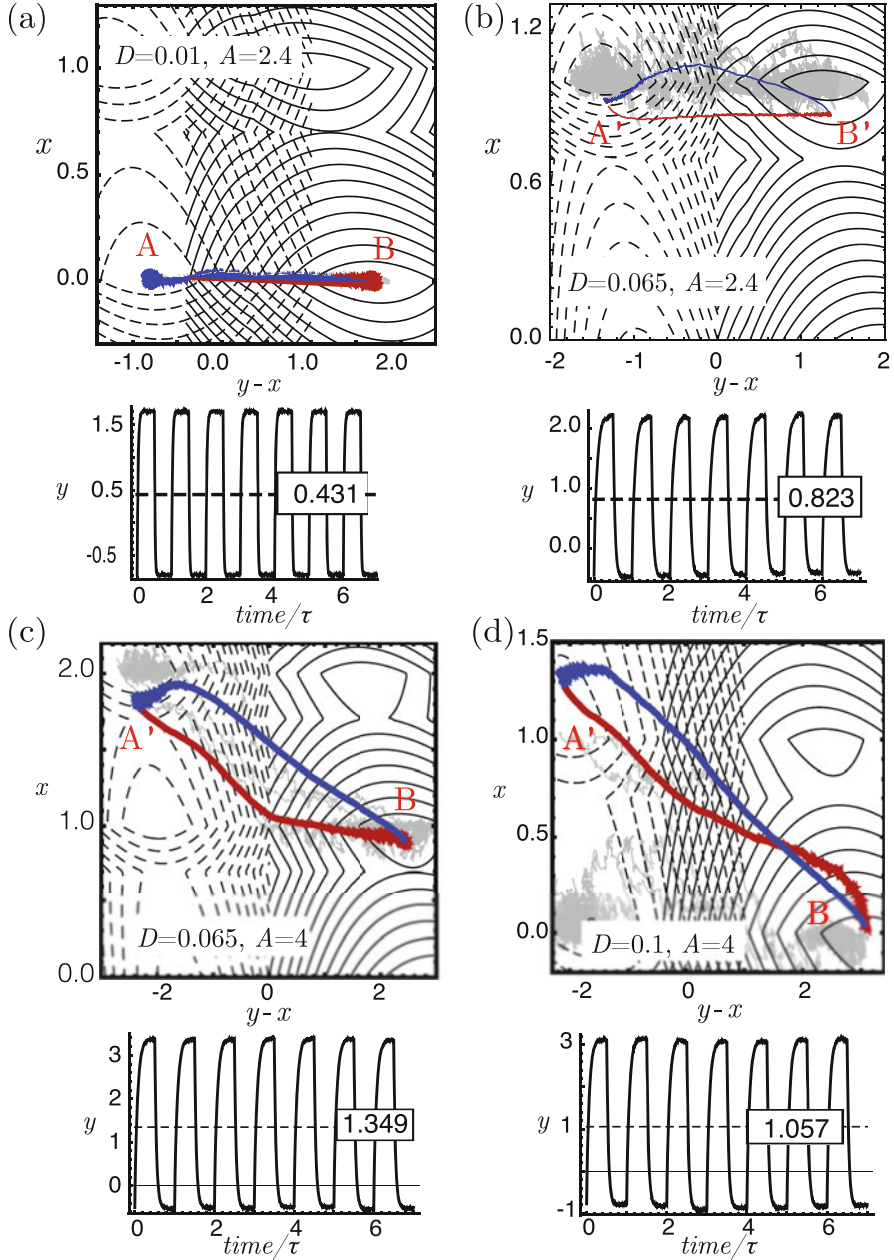 (a)
D=0.01, A=2.4
1.0
x
0.5
0.0
A
B
-1.0 0.0 1.0 2.0
y - x
1.5
y
0.5
-0.5
0.431
0 2 4 6
time/τ
(b)
1.2
x
0.6
0.0
A'
B'
D=0.065, A=2.4
-2 -1 0 1 2
y - x
2.0
y
1.0
0.0
0.823
0 2 4 6
time/τ
(c)
2.0
x
1.0
0.0
A'
B
D=0.065, A=4
-2 0 2
y - x
3
2
y
1
0
1.349
0 2 4 6
time/τ
(d)
1.5
1.0
x
0.5
0.0
A'
B
D=0.1, A=4
-2 0 2
y - x
3
y
1
-1
1.057
0 2 4 6
time/τ